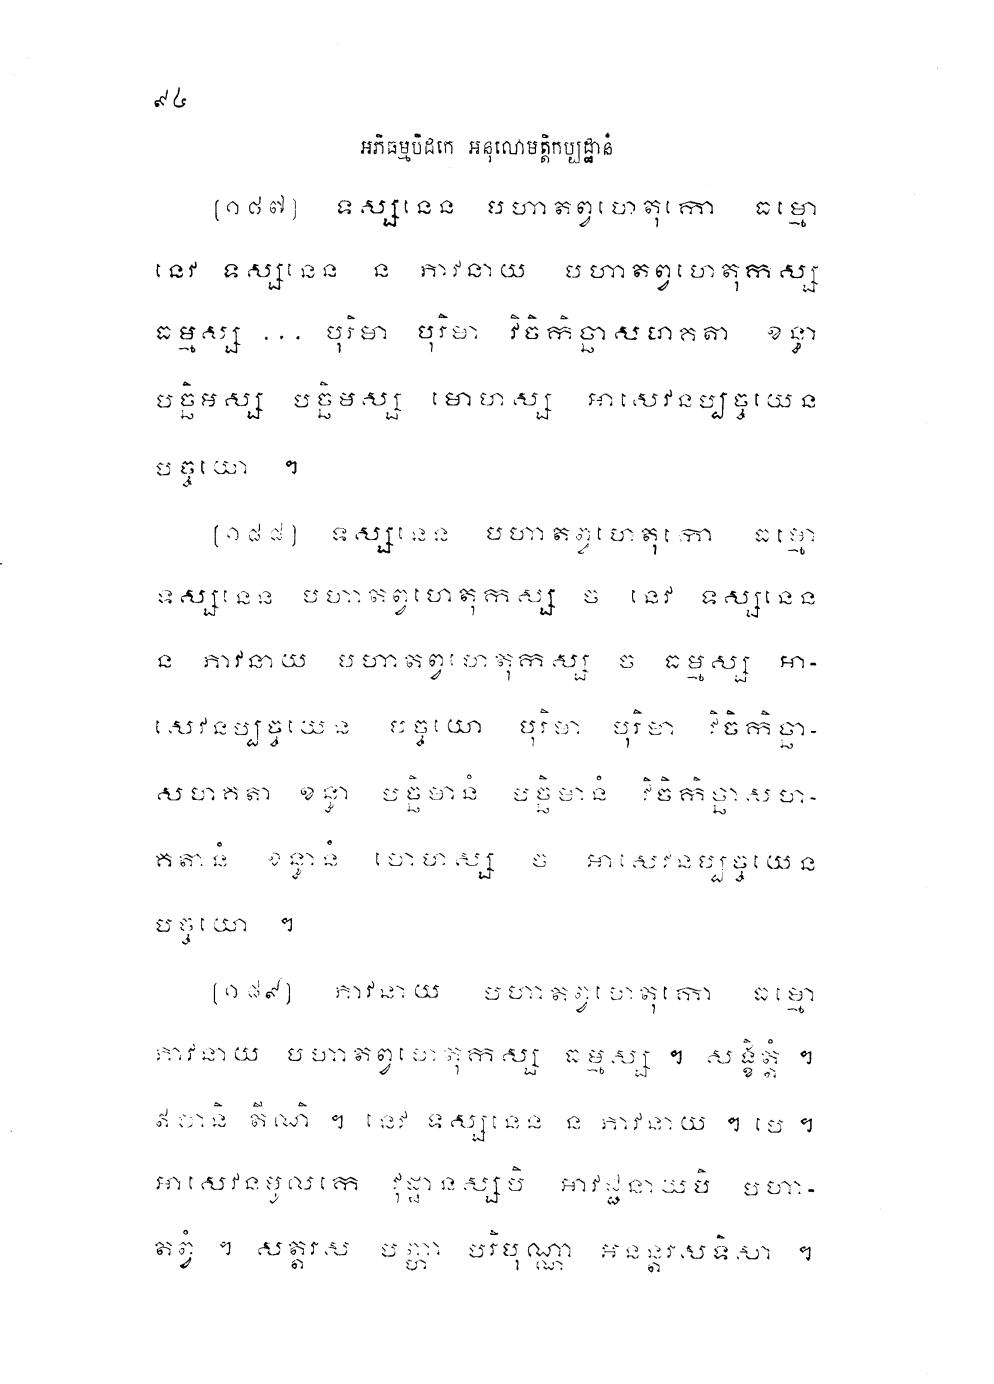 ៩៤
អភិធម្មបិដកេ អនុលោមត្តិកប្បដ្ឋានំ
[១៨៧] ទស្សនេន បហាតព្វហេតុកោ ធម្មោ
នេវ ទស្សនេន ន ភាវនាយ បហាតព្វហេតុកស្ស
ធម្មស្ស ... បុរិមា បុរិមា វិចិកិច្ឆាសហគតា ខន្ធា
បច្ឆិមស្ស បច្ឆិមស្ស មោហស្ស អាសេវនប្បច្ចយេន
បច្ចយោ ។
[១៨៨] ទស្សនេន បហាតព្វហេតុកោ ធម្មោ
ទស្សនេន បហាតព្វហេតុកស្ស ច នេវ ទស្សនេន
ន ភាវនាយ បហាតព្វហេតុកស្ស ច ធម្មស្ស អា-
សេវនប្បច្ចយេន បច្ចយោ បុរិមា បុរិមា វិចិកិច្ឆា-
សហគតា ខន្ធា បច្ឆិមានំ បច្ឆិមានំ វិចិកិច្ឆាសហ-
គតានំ ខន្ធានំ មោហស្ស ច អាសេវនប្បច្ចយេន
បច្ចយោ ។
[១៨៩] ភាវនាយ បហាតព្វហេតុកោ ធម្មោ
ភាវនាយ បហាតព្វហេតុកស្ស ធម្មស្ស ។ សង្ខិត្តំ ។
ឥមានិ តីណិ ។ នេវ ទស្សនេន ន ភាវនាយ ។ បេ ។
អាសេវនមូលកេ វុដ្ឋានស្សបិ អាវជ្ជនាយបិ បហា-
តព្វំ ។ សត្តរស បញ្ហា បរិបុណ្ណា អនន្តរសទិសា ។